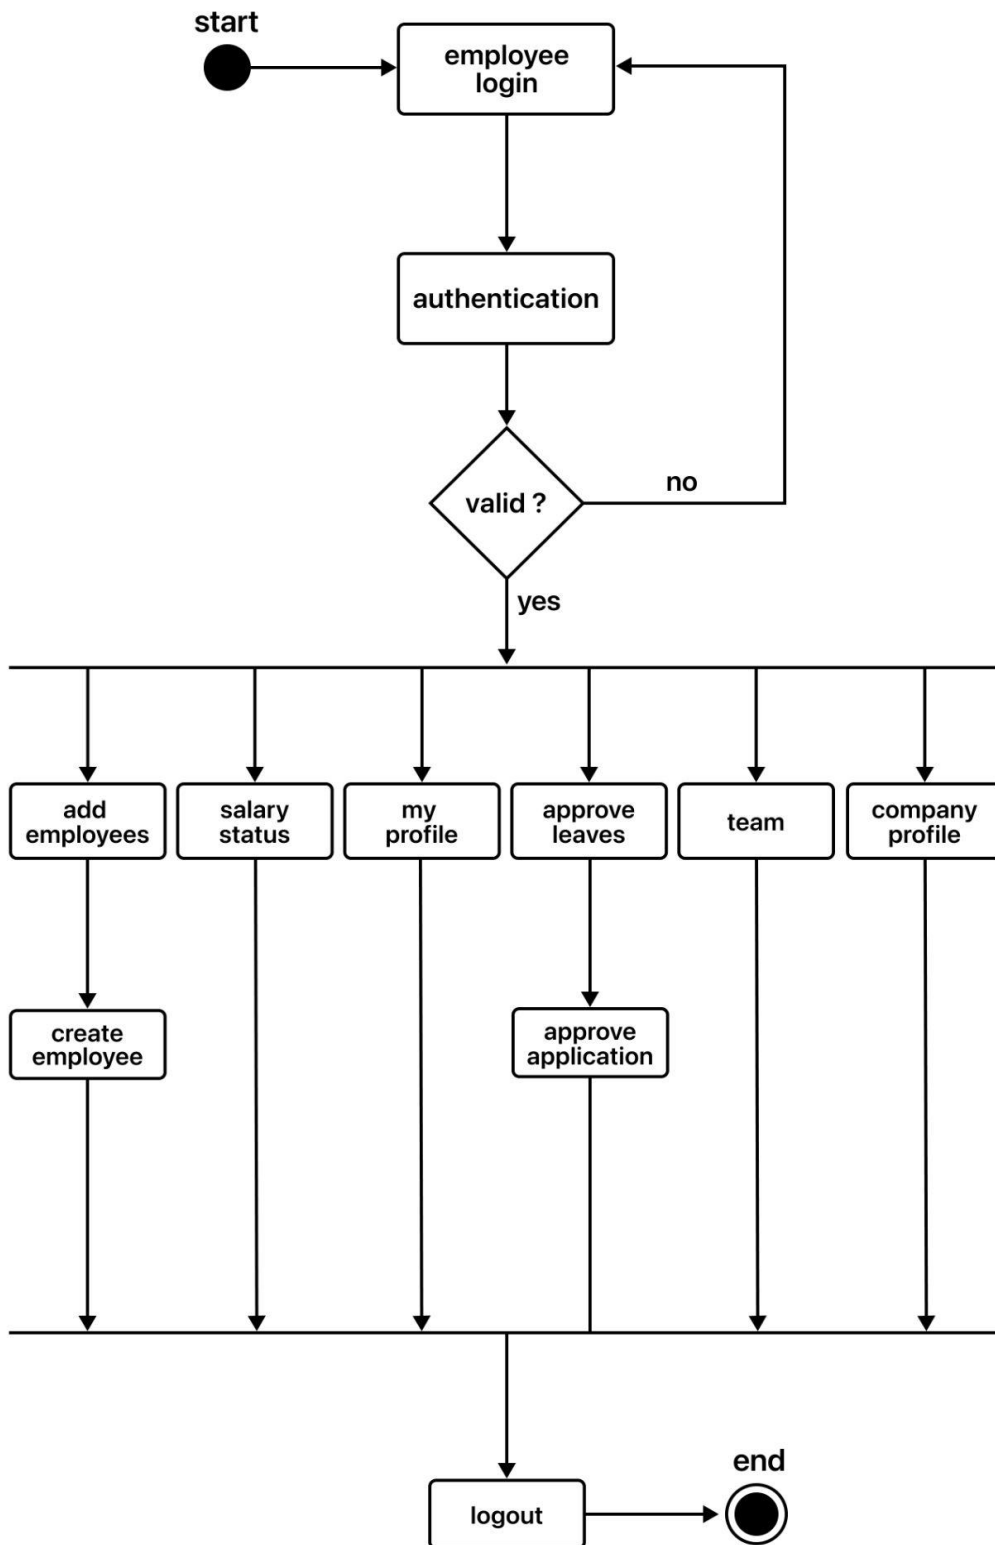 start
employee
login
authentication
valid ?
no
yes
add
employees
salary
status
my
profile
approve
leaves
team
company
profile
create
employee
approve
application
end
logout